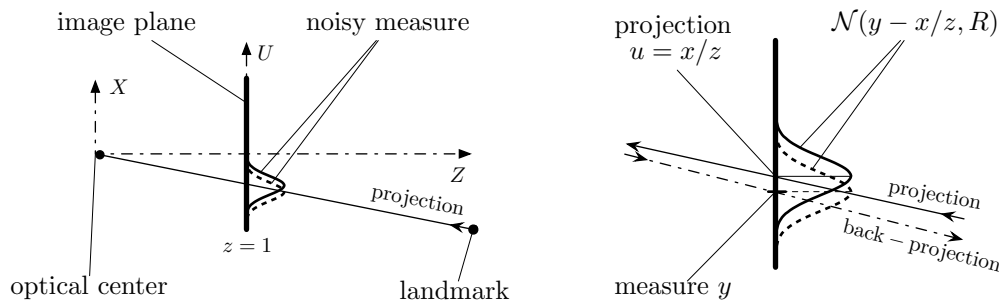 image plane
noisy measure
U
X
Z
projection
z = 1
optical center
landmark
projection
u = x/z
𝒩(y − x/z, R)
projection
back − projection
measure y